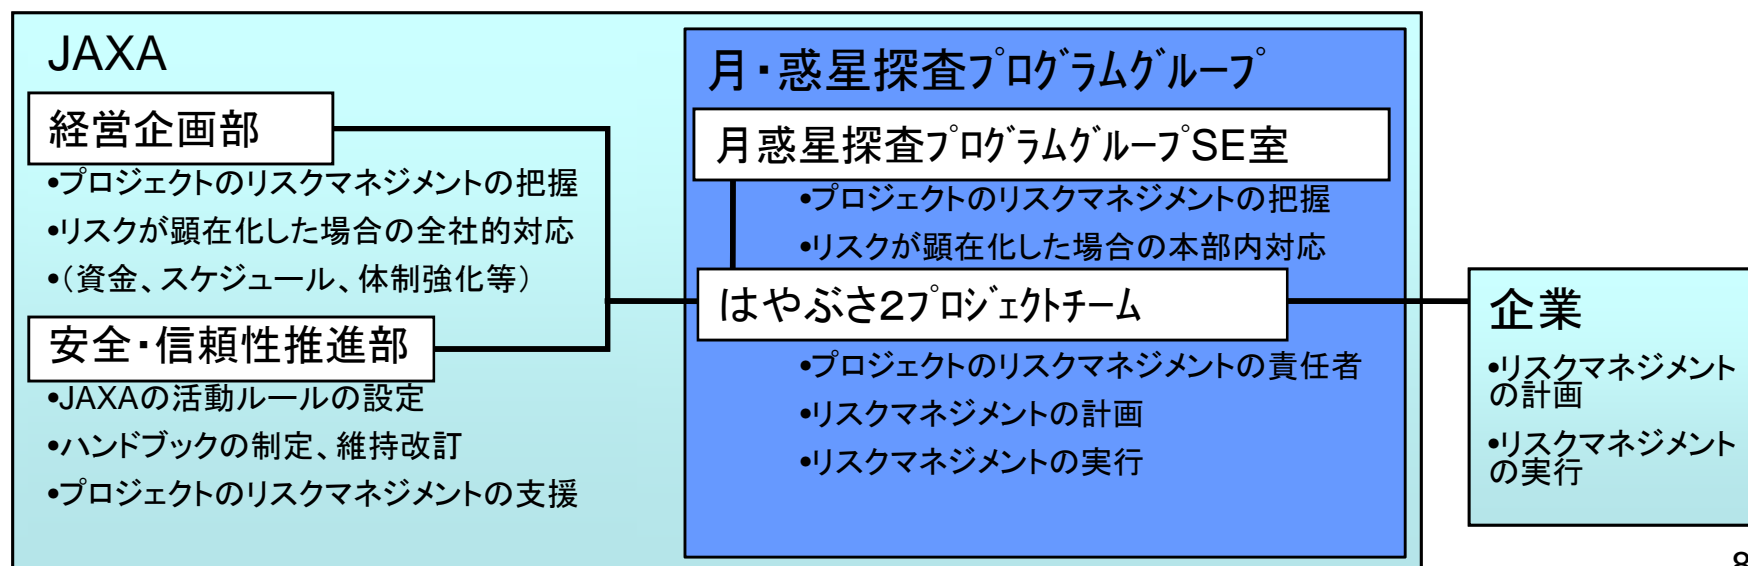 JAXA
経営企画部
•プロジェクトのリスクマネジメントの把握
•リスクが顕在化した場合の全社的対応
•（資金、スケジュール、体制強化等）
安全・信頼性推進部
•JAXAの活動ルールの設定
•ハンドブックの制定、維持改訂
•プロジェクトのリスクマネジメントの支援
月・惑星探査ﾌﾟﾛｸﾞﾗﾑｸﾞﾙｰﾌﾟ
月惑星探査ﾌﾟﾛｸﾞﾗﾑｸﾞﾙｰﾌﾟSE室
•プロジェクトのリスクマネジメントの把握
•リスクが顕在化した場合の本部内対応
はやぶさ２ﾌﾟﾛｼﾞｪｸﾄﾁｰﾑ
•プロジェクトのリスクマネジメントの責任者
•リスクマネジメントの計画
•リスクマネジメントの実行
企業
•リスクマネジメント
の計画
•リスクマネジメント
の実行
8